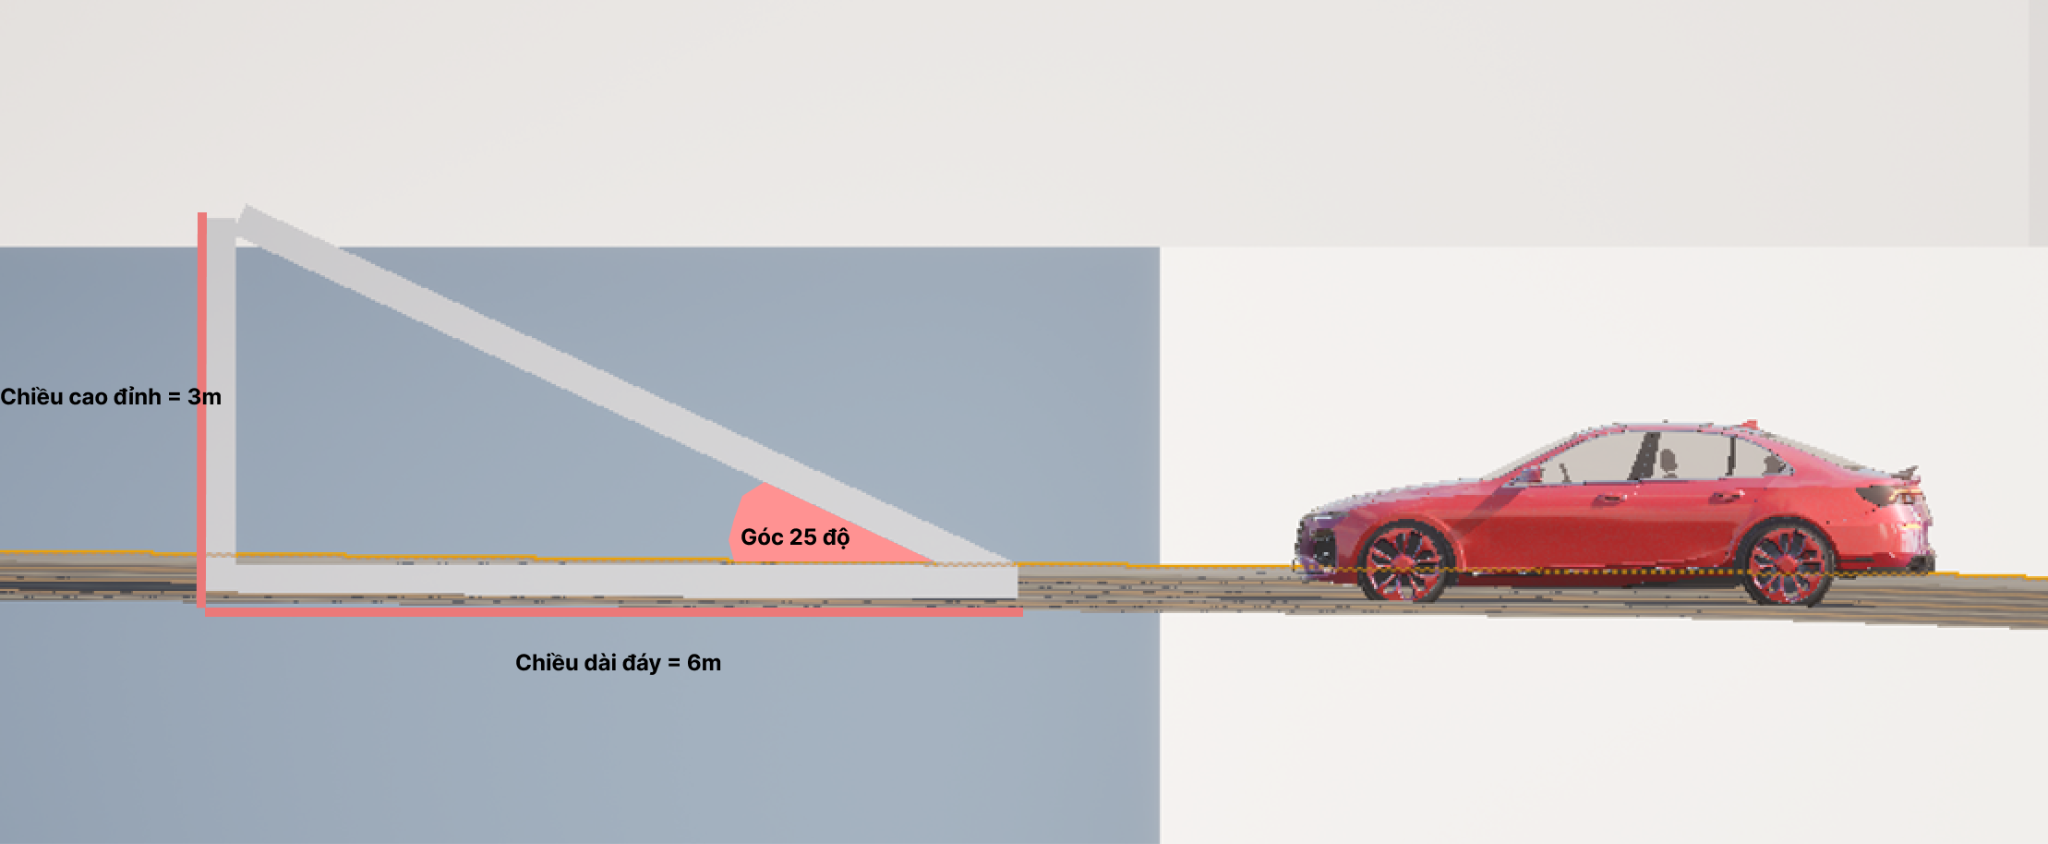 Chiều cao đỉnh = 3m
Góc 25 độ
Chiều dài đáy = 6m